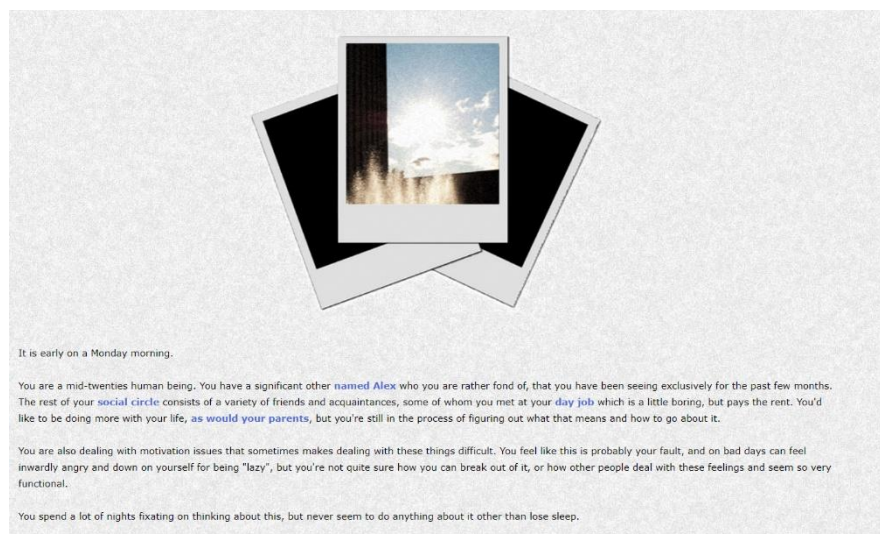 It is early on a Monday morning.
You are a mid-twenties human being. You have a significant other named Alex who you are rather fond of, that you have been seeing exclusively for the past few months.
The rest of your social circle consists of a variety of friends and acquaintances, some of whom you met at your day job which is a little boring, but pays the rent. You'd
like to be doing more with your life, as would your parents, but you're still in the process of figuring out what that means and how to go about it.
You are also dealing with motivation issues that sometimes makes dealing with these things difficult. You feel like this is probably your fault, and on bad days can feel
inwardly angry and down on yourself for being "lazy", but you're not quite sure how you can break out of it, or how other people deal with these feelings and seem so very
functional.
You spend a lot of nights fixating on thinking about this, but never seem to do anything about it other than lose sleep.